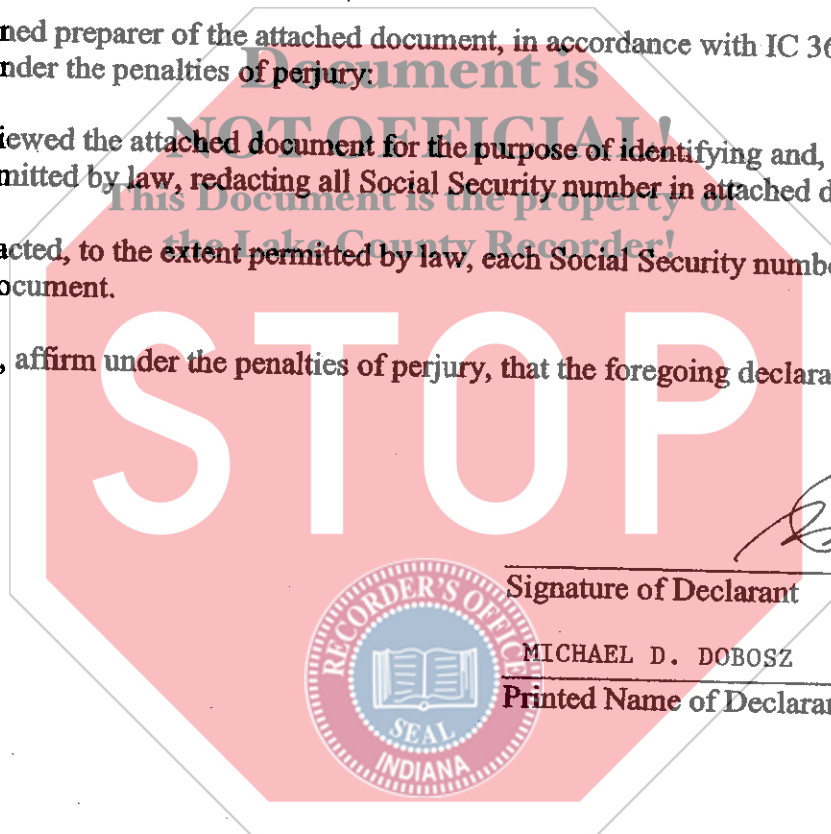 ned preparer of the attached document, in accordance with IC 36
nder the penalties of perjury:
Document is
NOT OFFICIAL!
iewed the attached document for the purpose of identifying and,
mitted by law, redacting all Social Security number in attached d
This Document is the property of
the Lake County Recorder!
acted, to the extent permitted by law, each Social Security numbe
ocument.
, affirm under the penalties of perjury, that the foregoing declara
STOP
Signature of Declarant
MICHAEL D. DOBOSZ
Printed Name of Declaran
RECORDER'S OFFICE
SEAL
INDIANA